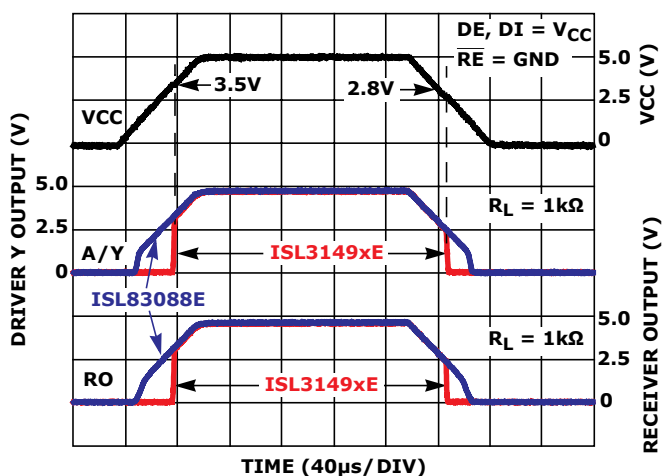 DE, DI = VCC
RE = GND
5.0
2.5
0
VCC (V)
3.5V
2.8V
VCC
DRIVER Y OUTPUT (V)
5.0
2.5
0
RL = 1kΩ
A/Y
ISL3149xE
ISL83088E
RECEIVER OUTPUT (V)
5.0
2.5
0
RL = 1kΩ
RO
ISL3149xE
TIME (40µs/DIV)